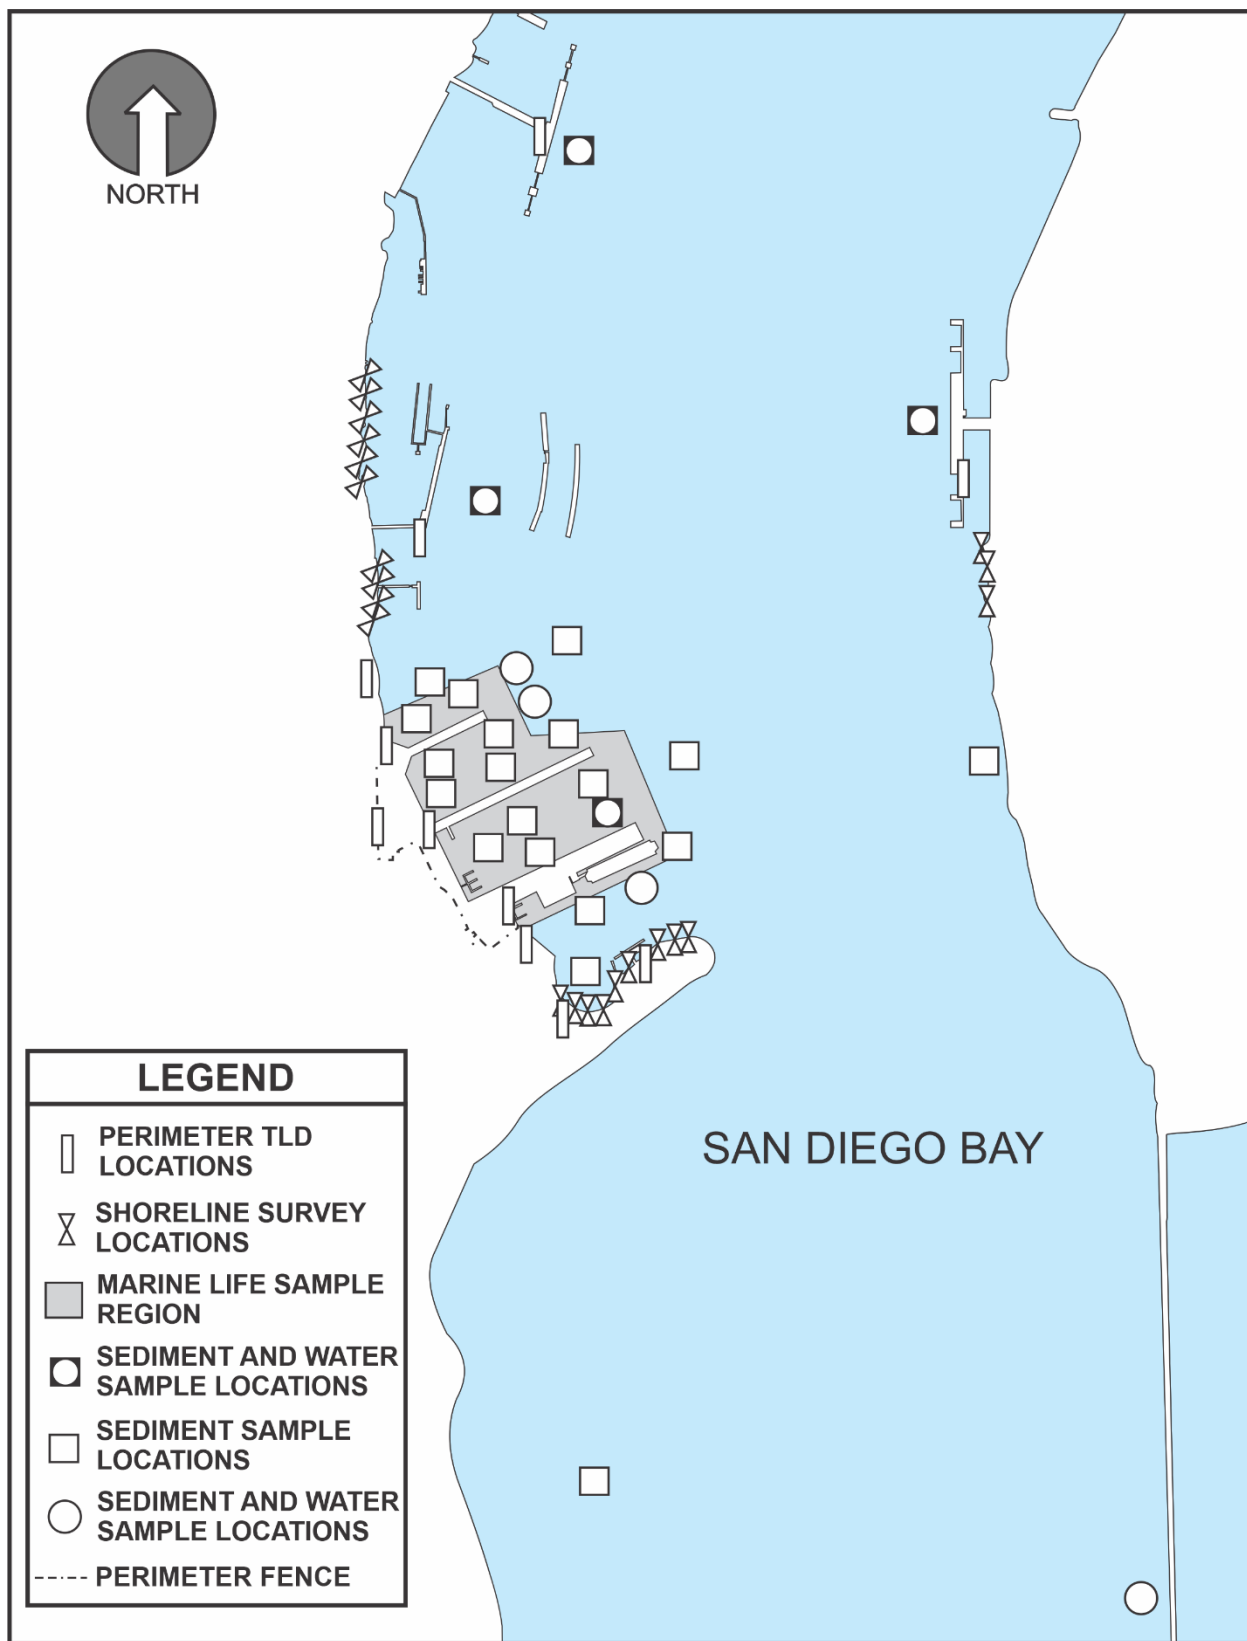 NORTH
SAN DIEGO BAY
LEGEND
PERIMETER TLD
LOCATIONS
SHORELINE SURVEY
LOCATIONS
MARINE LIFE SAMPLE
REGION
SEDIMENT AND WATER
SAMPLE LOCATIONS
SEDIMENT SAMPLE
LOCATIONS
SEDIMENT AND WATER
SAMPLE LOCATIONS
PERIMETER FENCE